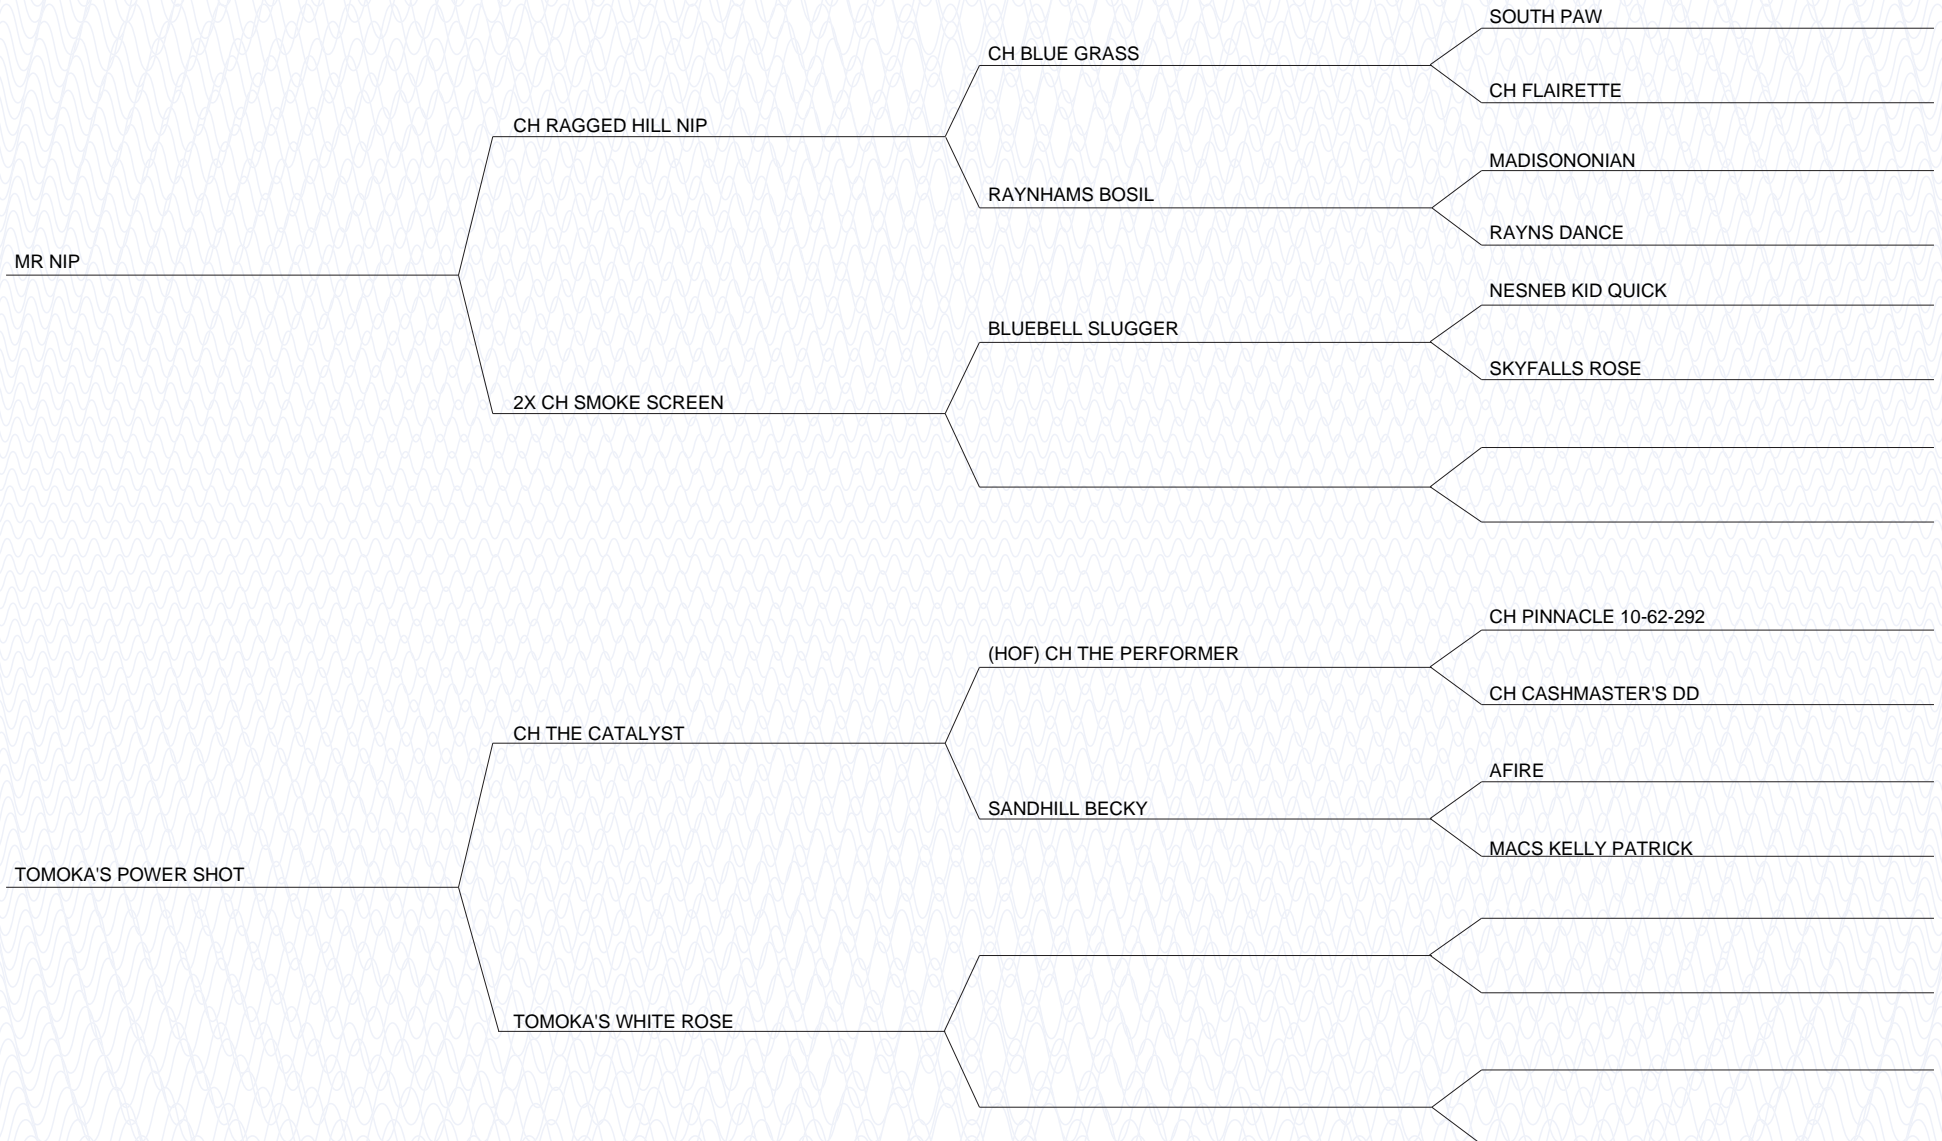 SOUTH PAW
CH BLUE GRASS
CH FLAIRETTE
CH RAGGED HILL NIP
MADISONONIAN
RAYNHAMS BOSIL
RAYNS DANCE
MR NIP
NESNEB KID QUICK
BLUEBELL SLUGGER
SKYFALLS ROSE
2X CH SMOKE SCREEN
CH PINNACLE 10-62-292
(HOF) CH THE PERFORMER
CH CASHMASTER'S DD
CH THE CATALYST
AFIRE
SANDHILL BECKY
MACS KELLY PATRICK
TOMOKA'S POWER SHOT
TOMOKA'S WHITE ROSE